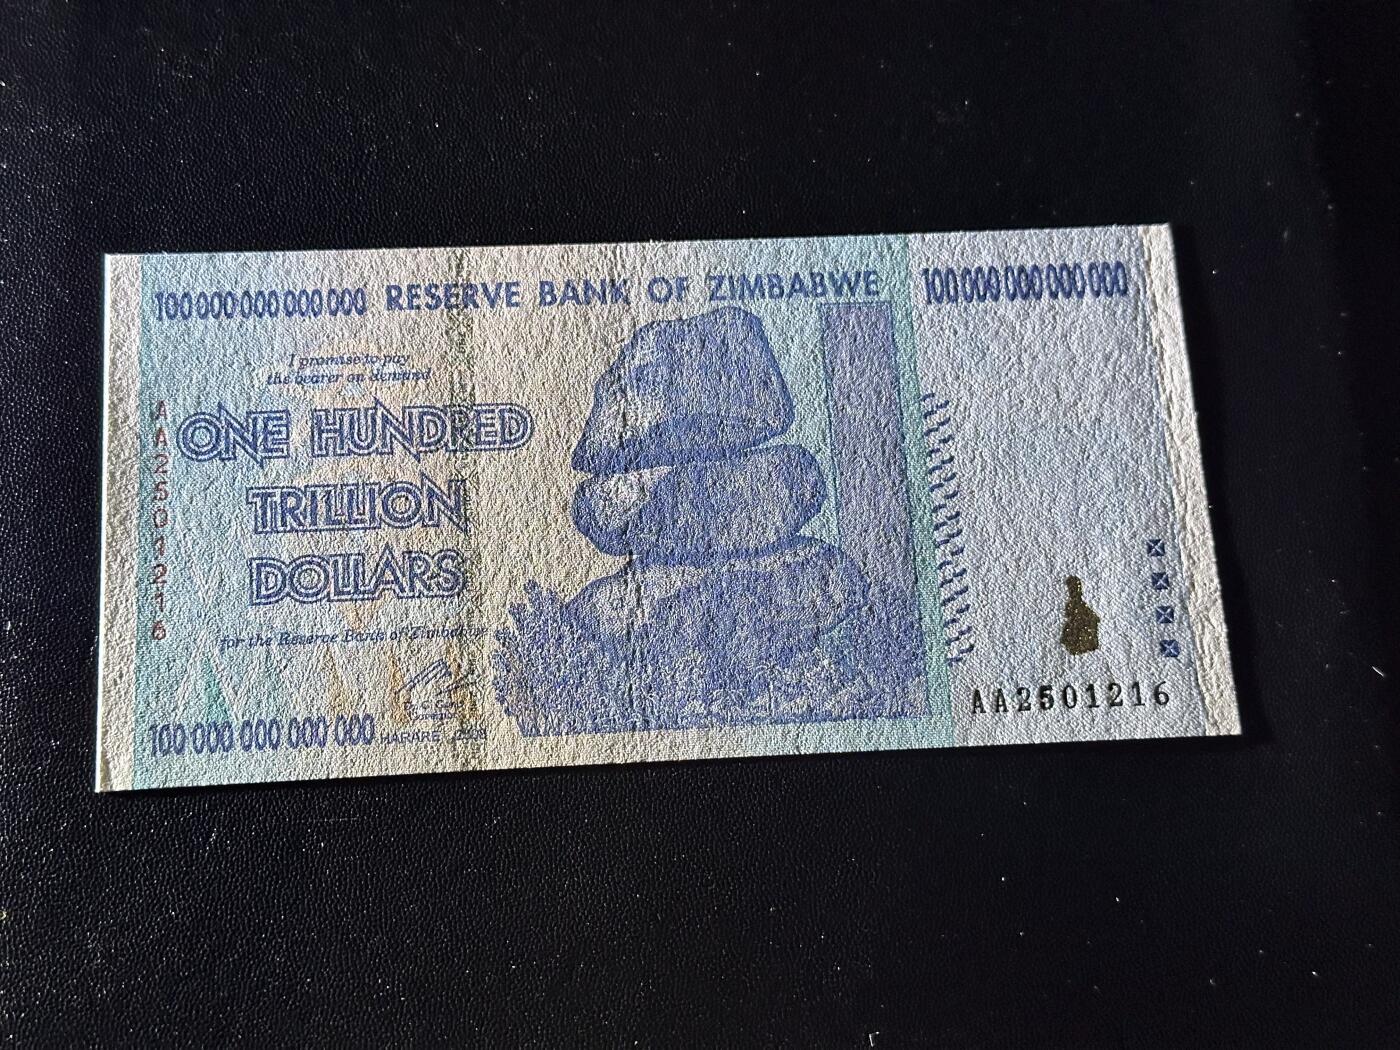 100 000 000 000 000 RESERVE BANK OF ZIMBABWE 100 000 000 000 000
I promise to pay
the bearer on demand
ONE HUNDRED
TRILLION
DOLLARS
for the Reserve Bank of Zimbabwe
AA2501216
100 000 000 000 000 HARARE 2008
AA2501216